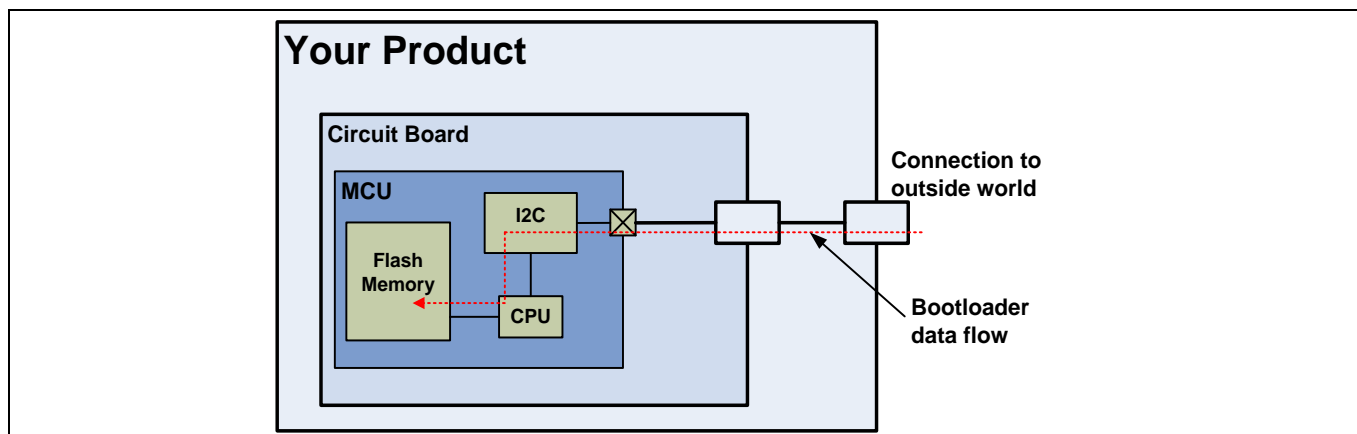 Your Product
Circuit Board
MCU
I2C
Flash
Memory
CPU
Connection to
outside world
Bootloader
data flow